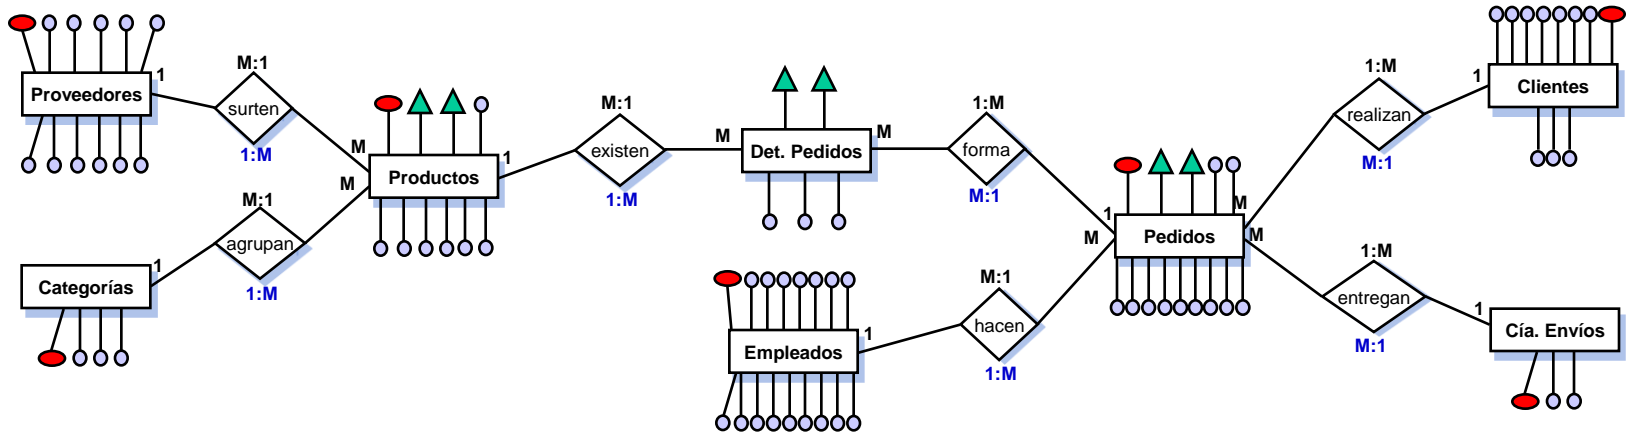 Proveedores
1
M:1
surten
1:M
M
Categorías
1
M:1
agrupan
1:M
M
Productos
1
M:1
existen
1:M
M
Det. Pedidos
M
1:M
forma
M:1
1
Empleados
1
M:1
hacen
1:M
M
Pedidos
M
1:M
realizan
M:1
1
Clientes
M
1:M
entregan
M:1
1
Cía. Envíos